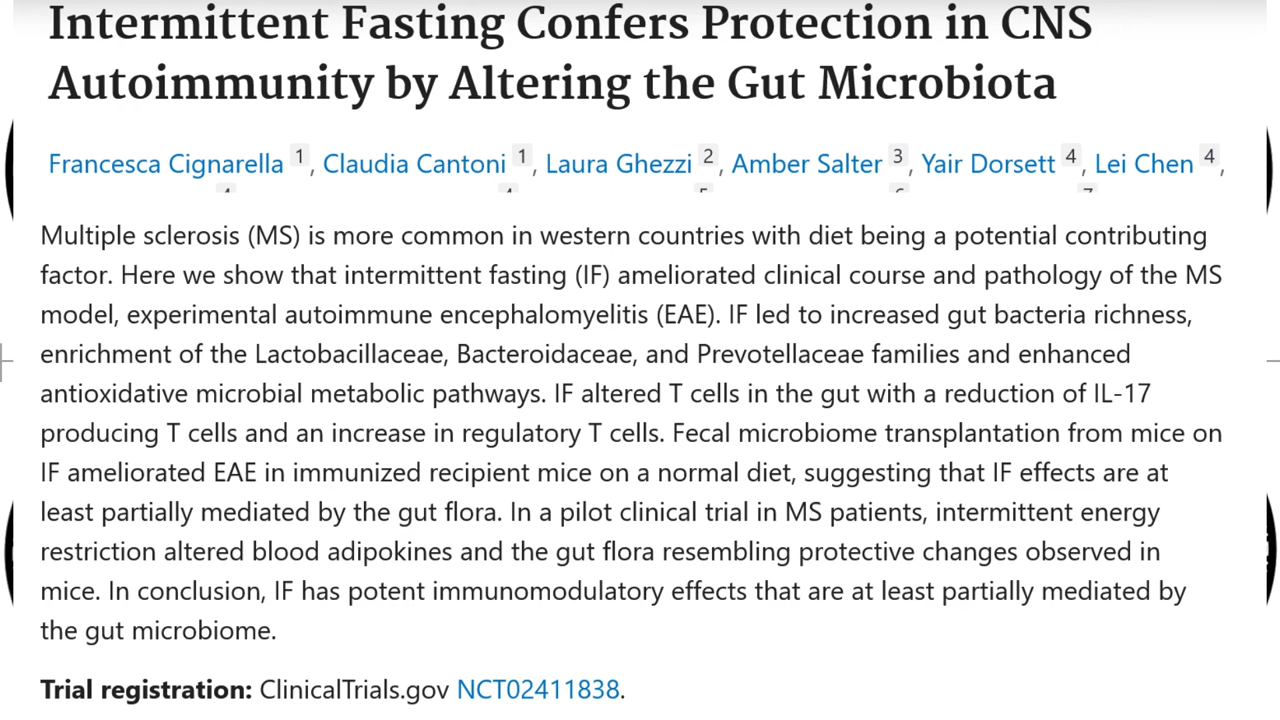 Intermittent Fasting Confers Protection in CNS
Autoimmunity by Altering the Gut Microbiota
Francesca Cignarella 1, Claudia Cantoni 1, Laura Ghezzi 2, Amber Salter 3, Yair Dorsett 4, Lei Chen 4,
Multiple sclerosis (MS) is more common in western countries with diet being a potential contributing
factor. Here we show that intermittent fasting (IF) ameliorated clinical course and pathology of the MS
model, experimental autoimmune encephalomyelitis (EAE). IF led to increased gut bacteria richness,
enrichment of the Lactobacillaceae, Bacteroidaceae, and Prevotellaceae families and enhanced
antioxidative microbial metabolic pathways. IF altered T cells in the gut with a reduction of IL-17
producing T cells and an increase in regulatory T cells. Fecal microbiome transplantation from mice on
IF ameliorated EAE in immunized recipient mice on a normal diet, suggesting that IF effects are at
least partially mediated by the gut flora. In a pilot clinical trial in MS patients, intermittent energy
restriction altered blood adipokines and the gut flora resembling protective changes observed in
mice. In conclusion, IF has potent immunomodulatory effects that are at least partially mediated by
the gut microbiome.
Trial registration: ClinicalTrials.gov NCT02411838.